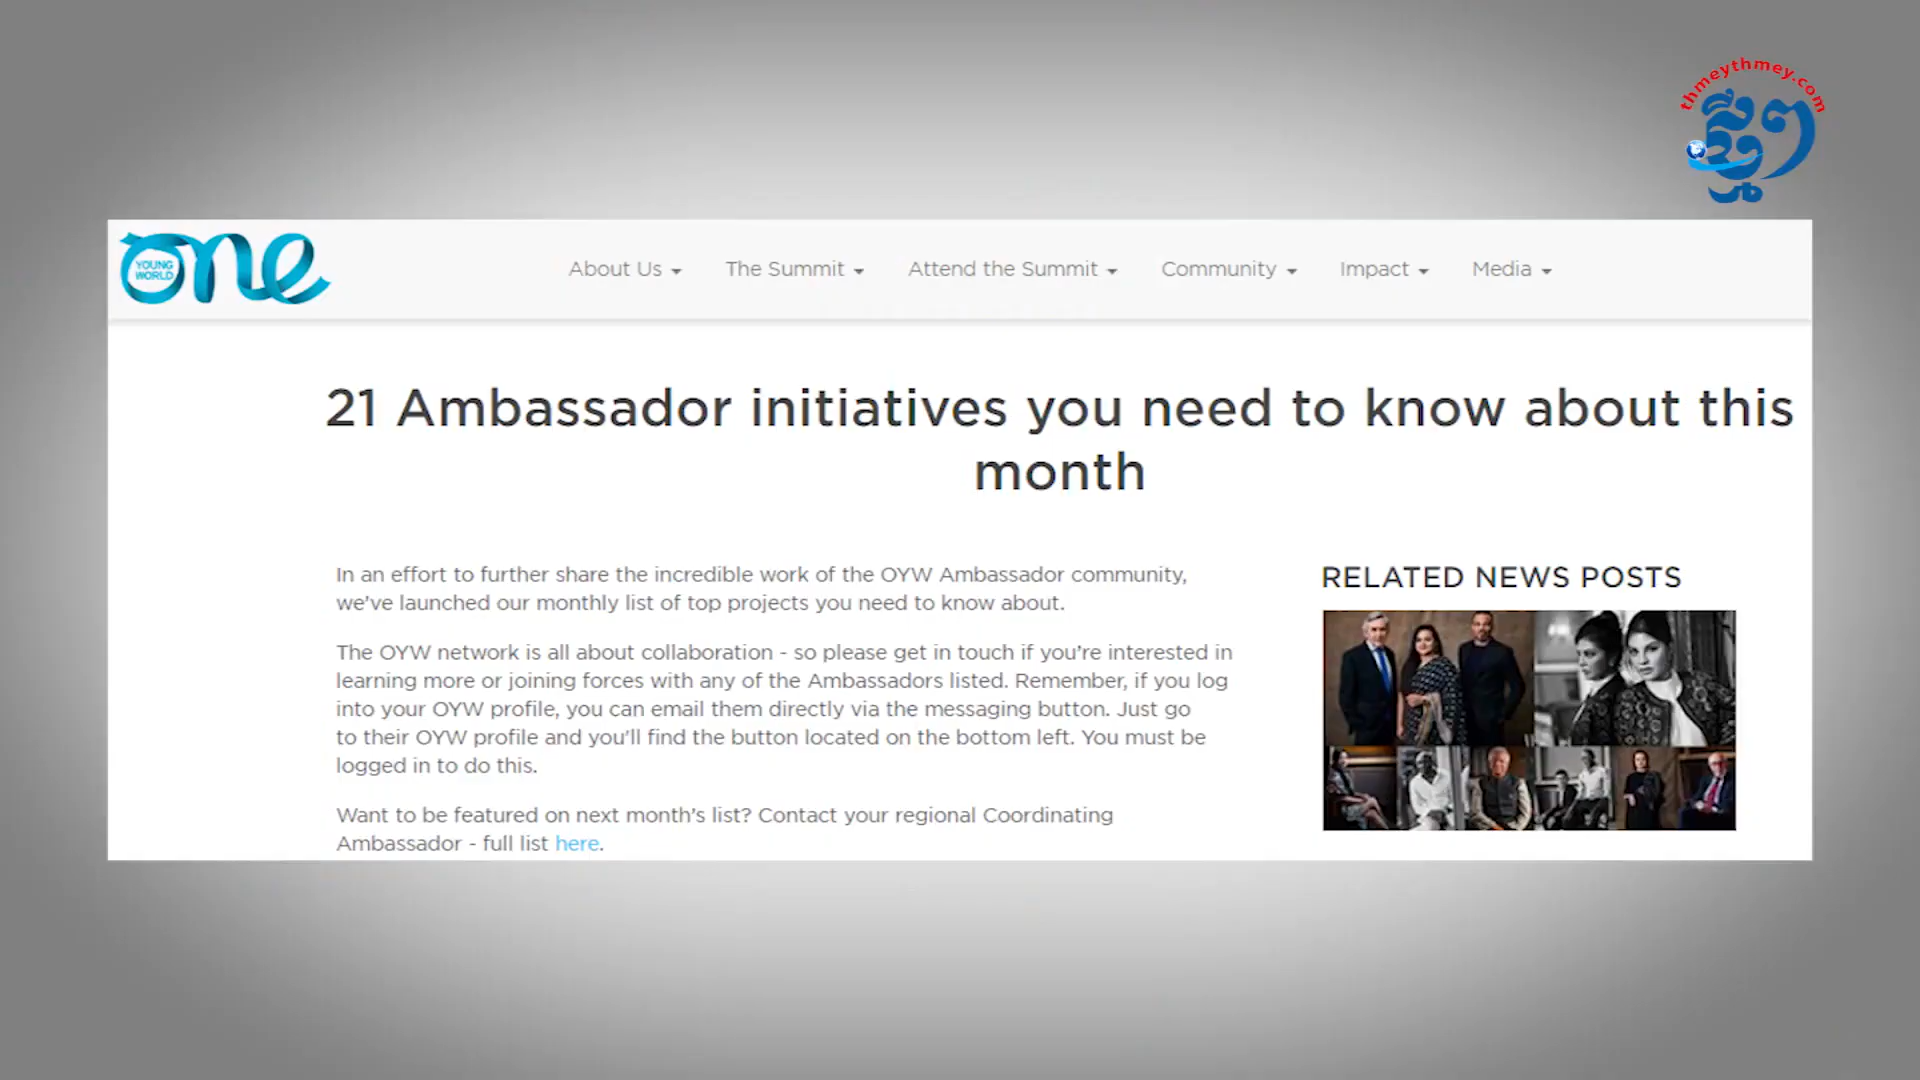 thmeythmey.com
ថ្មីៗ
one
YOUNG
WORLD
About Us
The Summit
Attend the Summit
Community
Impact
Media
21 Ambassador initiatives you need to know about this
month
In an effort to further share the incredible work of the OYW Ambassador community,
we've launched our monthly list of top projects you need to know about.
The OYW network is all about collaboration - so please get in touch if you're interested in
learning more or joining forces with any of the Ambassadors listed. Remember, if you log
into your OYW profile, you can email them directly via the messaging button. Just go
to their OYW profile and you'll find the button located on the bottom left. You must be
logged in to do this.
Want to be featured on next month's list? Contact your regional Coordinating
Ambassador - full list here.
RELATED NEWS POSTS